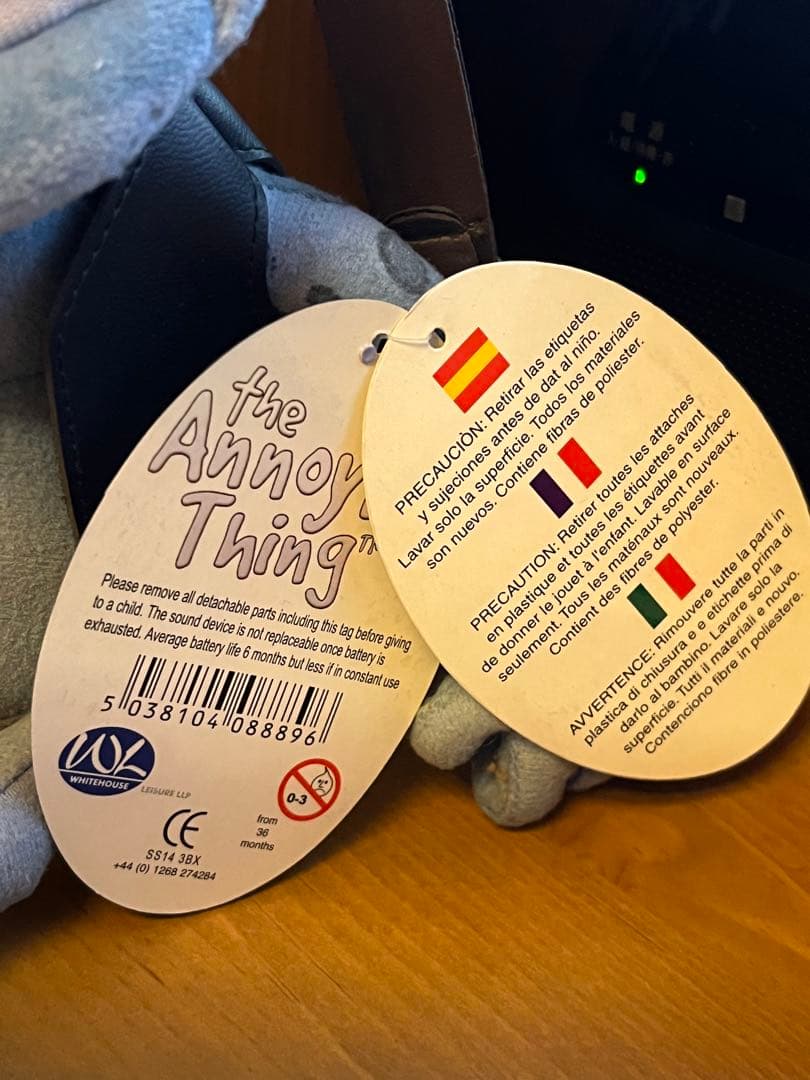 the
Annoy
Thing™
Please remove all detachable parts including this tag before giving
to a child. The sound device is not replaceable once battery is
exhausted. Average battery life 6 months but less if in constant use
5 038104 088896
WL
WHITEHOUSE
LEISURE LLP
0-3
from
36
months
CE
SS14 3BX
+44 (0) 1268 274284
PRECAUCIÒN: Retirar las etiquetas
y sujeciones antes de dat al niño.
Lavar solo la superficie. Todos los materiales
son nuevos. Contiene fibras de poliester.
PRECAUTION: Retirer toutes les attaches
en plastique et toutes les étiquettes avant
de donner le jouet à l'enfant. Lavable en surface
seulement. Tous les maténaux sont nouveaux.
Contient des fibres de polyester.
AVVERTENCE: Rimouvere tutte la parti in
plastica di chiusura e e etichette prima di
darlo al bambino. Lavare solo la
superficie. Tutti il materiali e nuovo.
Contenciono fibre in poliestere.